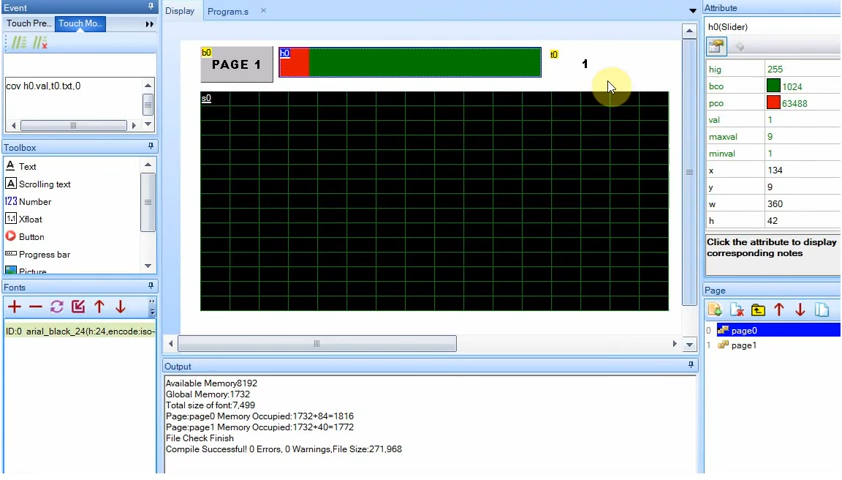 Event
Touch Pre...
Touch Mo...
cov h0.val,t0.txt,0
Toolbox
Text
Scrolling text
Number
Xfloat
Button
Progress bar
Picture
Fonts
ID:0 arial_black_24(h:24,encode:iso-
Display
Program.s
b0
PAGE 1
h0
t0
1
s0
Output
Available Memory8192
Global Memory:1732
Total size of font:7,499
Page:page0 Memory Occupied:1732+84=1816
Page:page1 Memory Occupied:1732+40=1772
File Check Finish
Compile Successful! 0 Errors, 0 Warnings,File Size:271,968
Attribute
h0(Slider)
hig 255
bco 1024
pco 63488
val 1
maxval 9
minval 1
x 134
y 9
w 360
h 42
Click the attribute to display
corresponding notes
Page
0 page0
1 page1